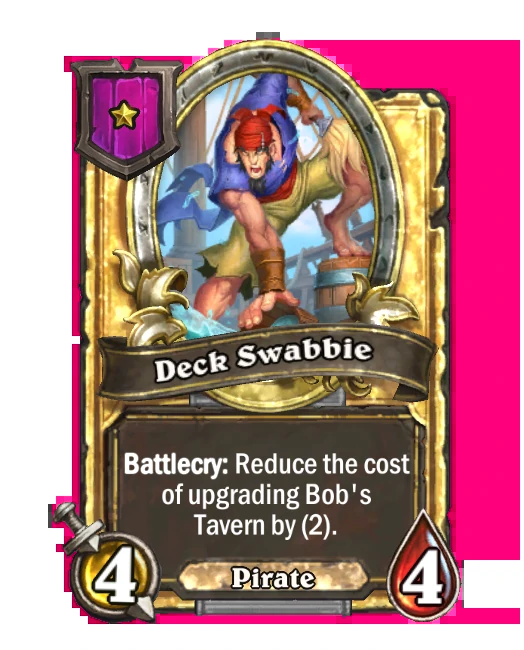 Deck Swabbie
Battlecry: Reduce the cost
of upgrading Bob's
Tavern by (2).
4
Pirate
4